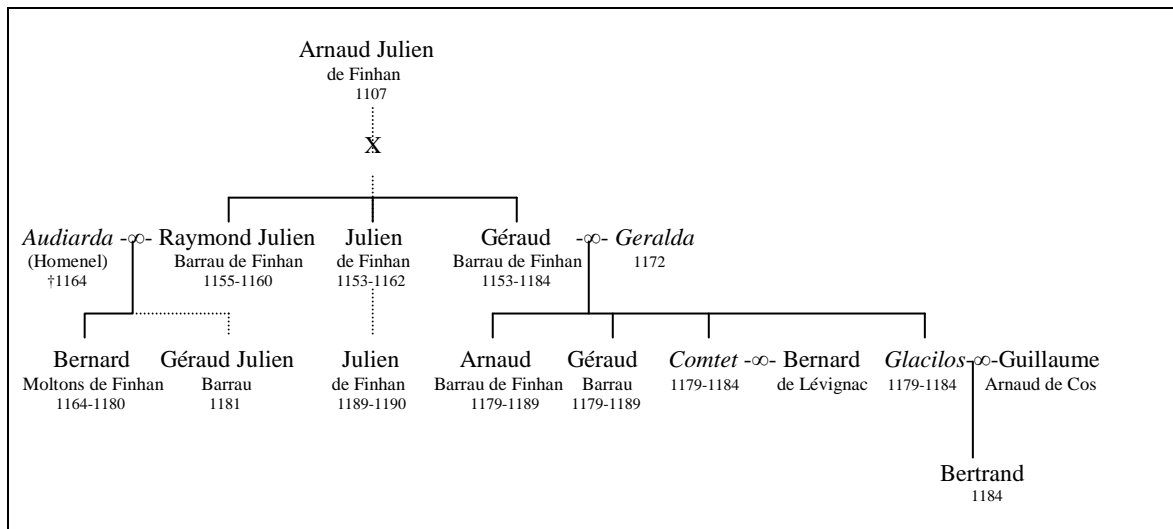 Arnaud Julien
de Finhan
1107
X
Audiarda -∞- Raymond Julien Julien Géraud -∞- Geralda
(Homenel) Barrau de Finhan de Finhan Barrau de Finhan 1172
†1164 1155-1160 1153-1162 1153-1184
Bernard Géraud Julien Julien Arnaud Géraud Comtet -∞- Bernard Glacilos-∞-Guillaume
Moltons de Finhan Barrau de Finhan Barrau de Finhan Barrau 1179-1184 de Lévignac 1179-1184 Arnaud de Cos
1164-1180 1181 1189-1190 1179-1189 1179-1189
Bertrand
1184